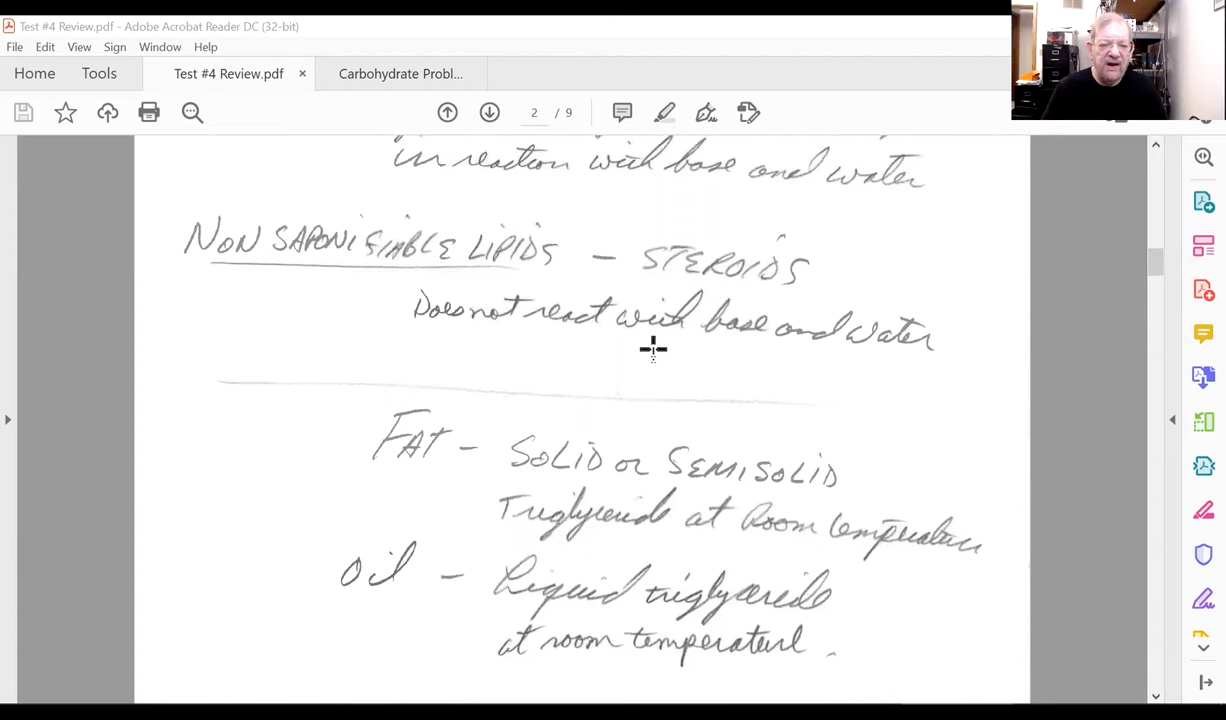 Test #4 Review.pdf - Adobe Acrobat Reader DC (32-bit)
File Edit View Sign Window Help
Home Tools Test #4 Review.pdf × Carbohydrate Probl...
2 / 9
in reaction with base and water
NONSAPONIFIABLE LIPIDS – STEROIDS
Does not react with base and water
FAT – SOLID or SEMISOLID
Triglyceride at Room temperature
Oil – Liquid triglyceride
at room temperature.